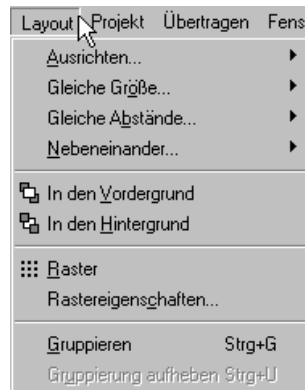 Layout Projekt Übertragen Fens
Ausrichten...
Gleiche Größe...
Gleiche Abstände...
Nebeneinander...
In den Vordergrund
In den Hintergrund
Raster
Rastereigenschaften...
Gruppieren Strg+G
Gruppierung aufheben Strg+U